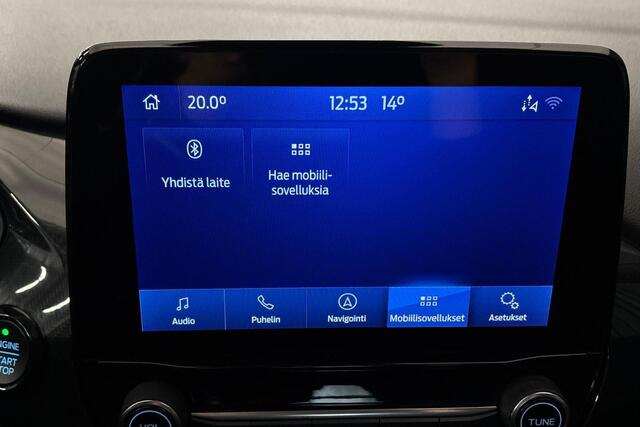 20.0° 12:53 14°
Yhdistä laite
Hae mobiili-
sovelluksia
Audio
Puhelin
Navigointi
Mobiilisovellukset
Asetukset
ENGINE
START
STOP
VOL
TUNE